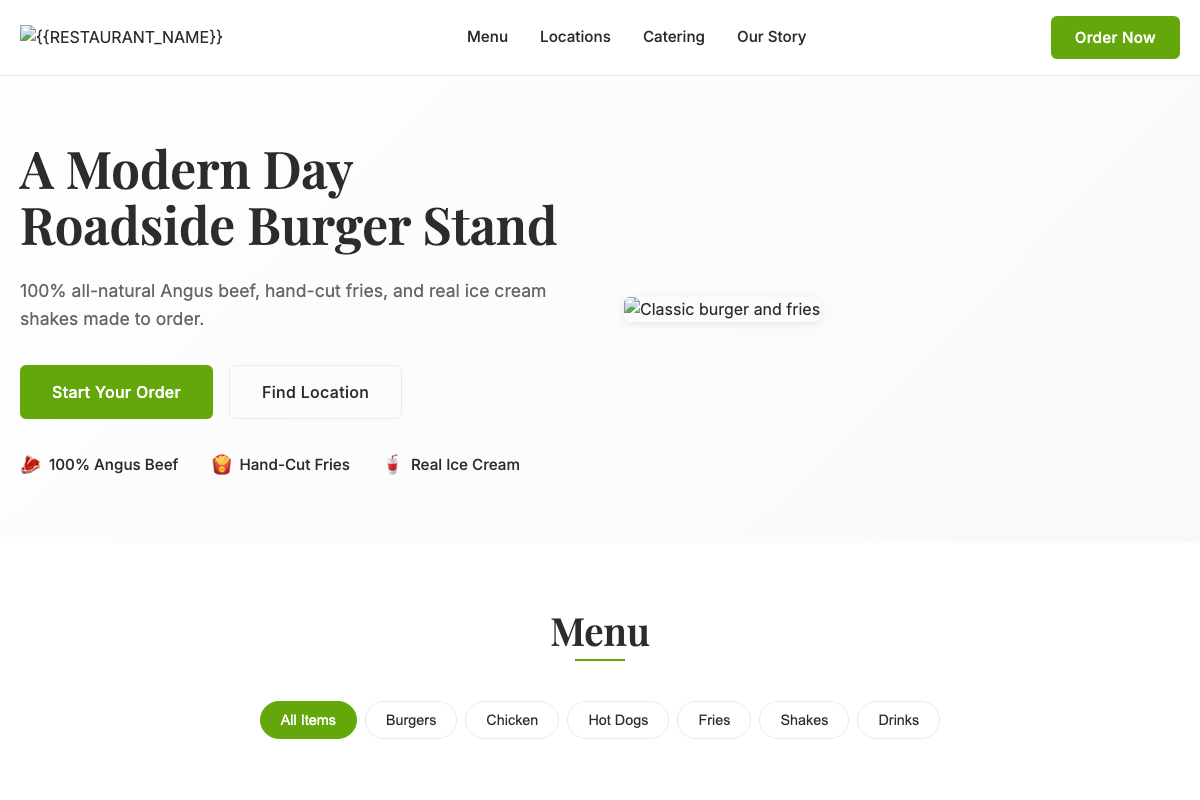 {{RESTAURANT_NAME}}
Menu
Locations
Catering
Our Story
Order Now
A Modern Day
Roadside Burger Stand
100% all-natural Angus beef, hand-cut fries, and real ice cream
shakes made to order.
Classic burger and fries
Start Your Order
Find Location
100% Angus Beef
Hand-Cut Fries
Real Ice Cream
Menu
All Items
Burgers
Chicken
Hot Dogs
Fries
Shakes
Drinks